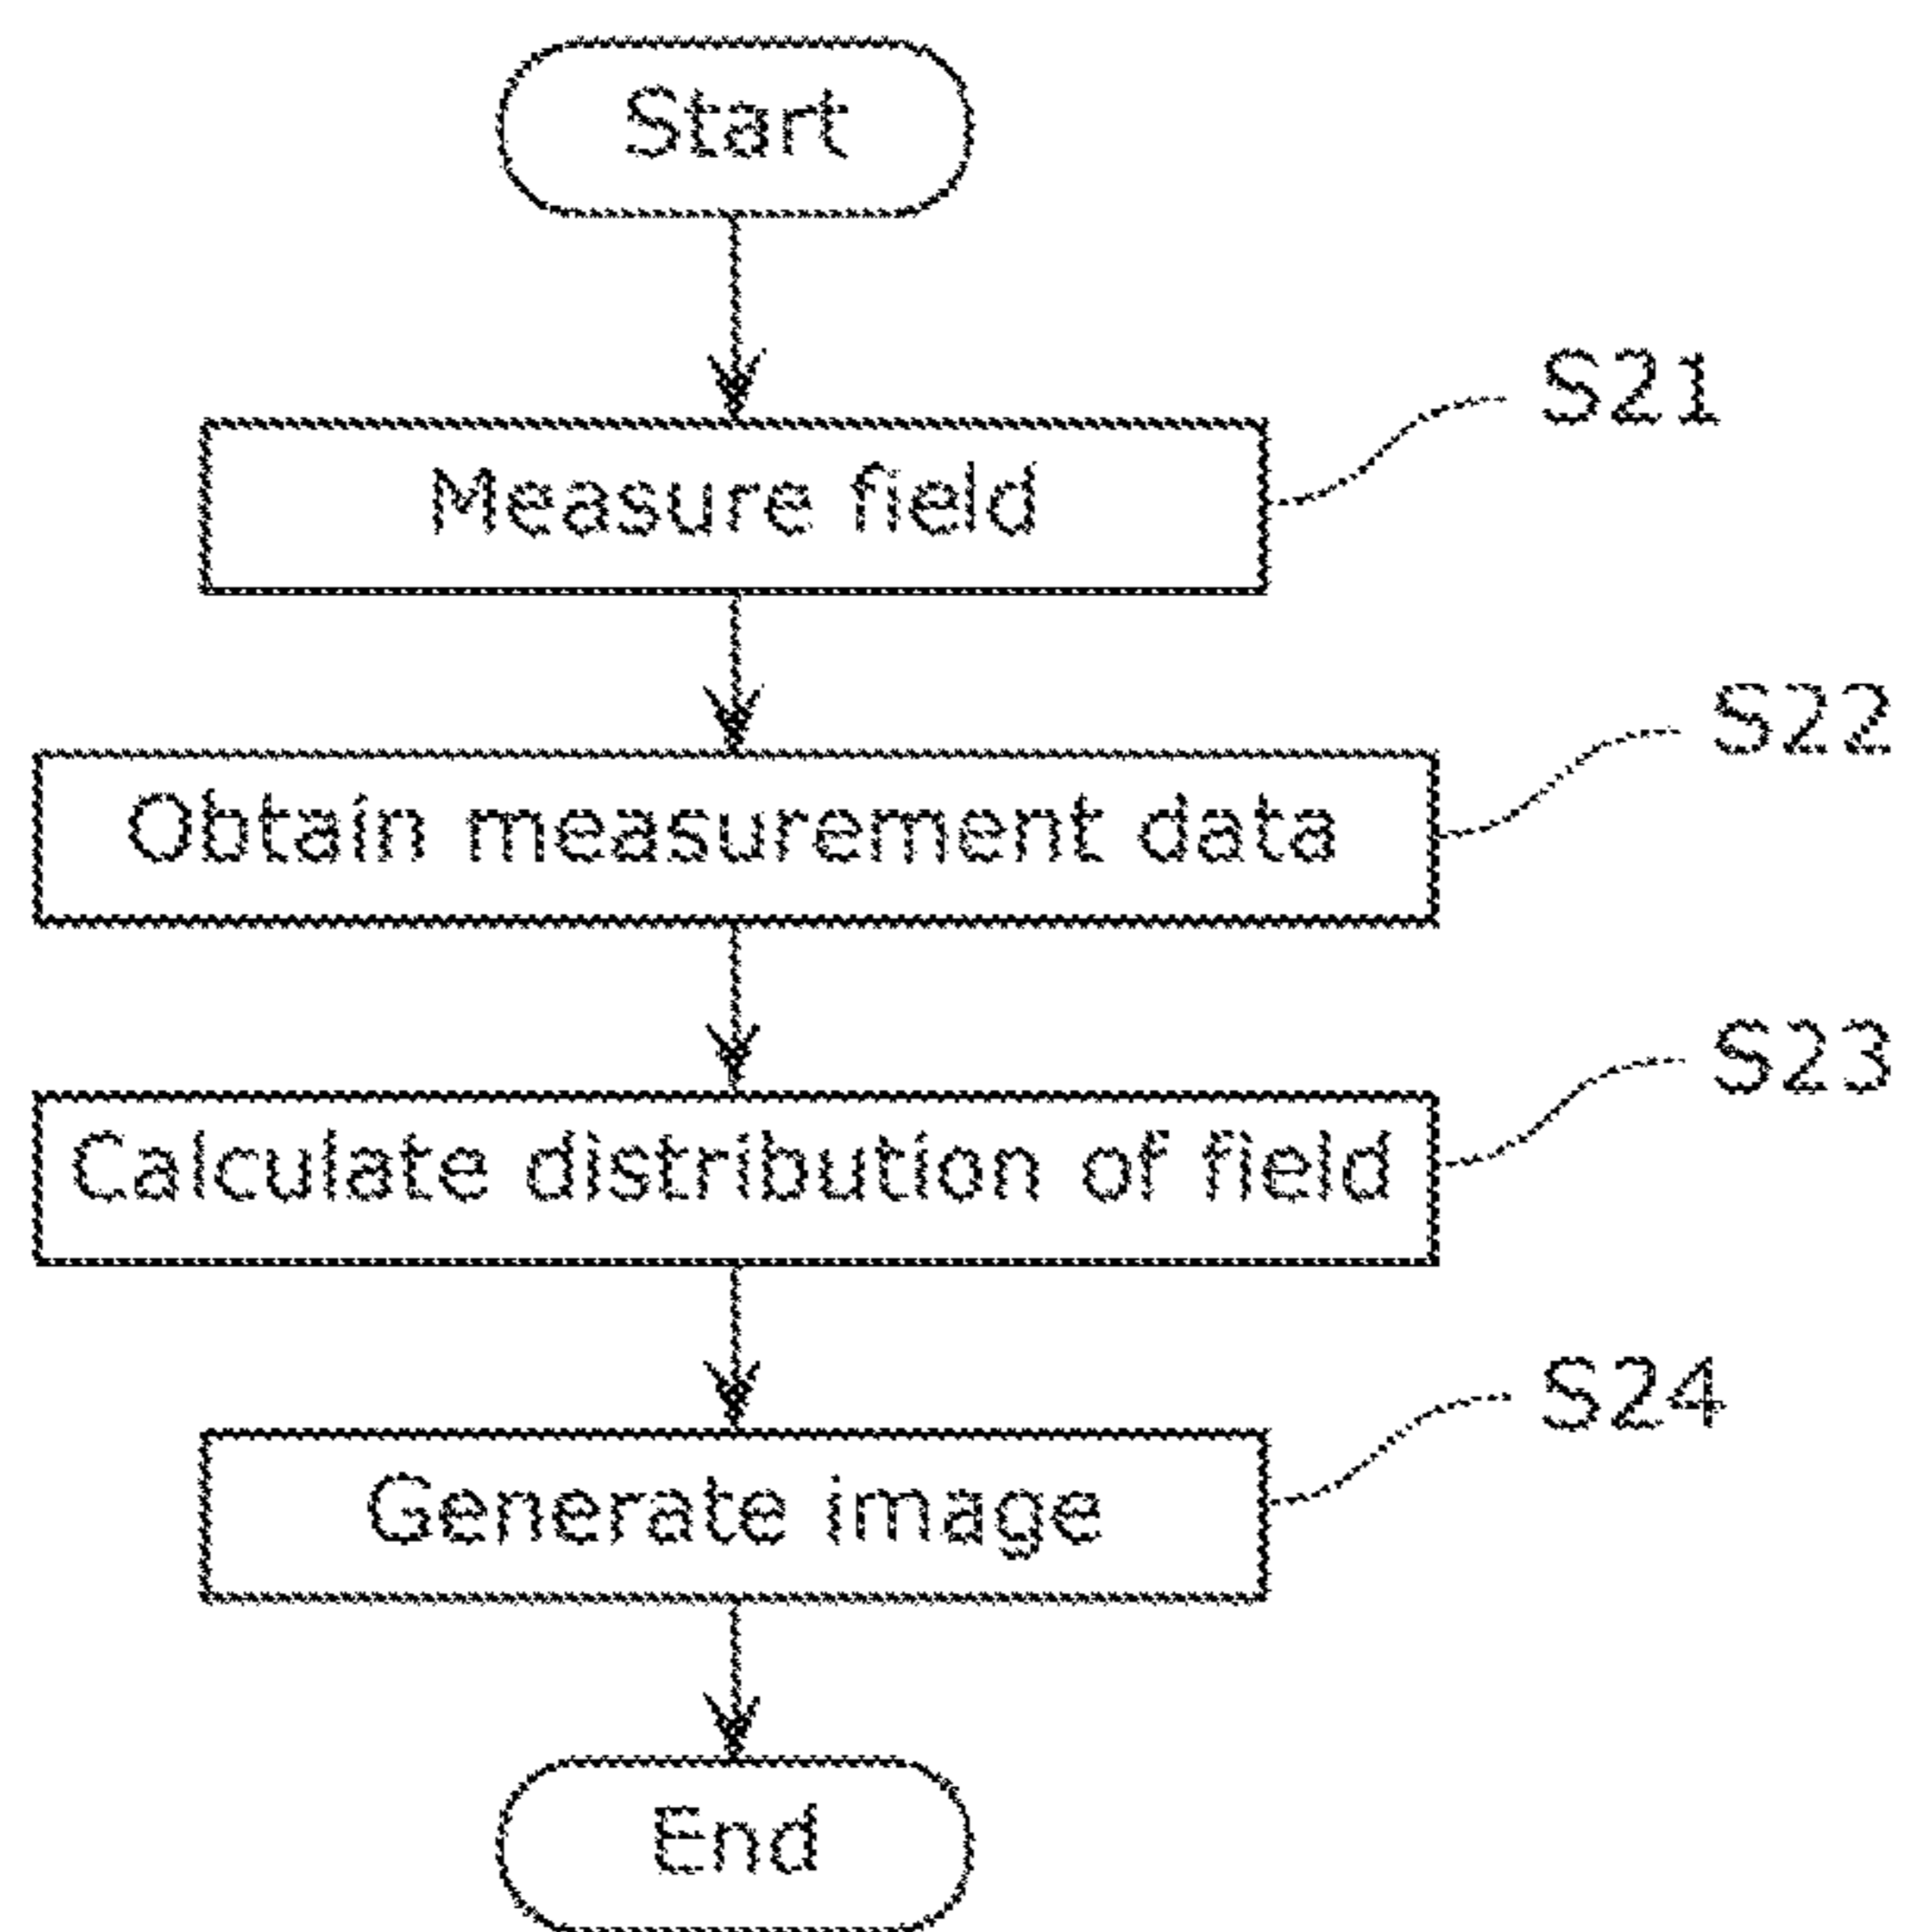 Start
S21
Measure field
S22
Obtain measurement data
S23
Calculate distribution of field
S24
Generate image
End